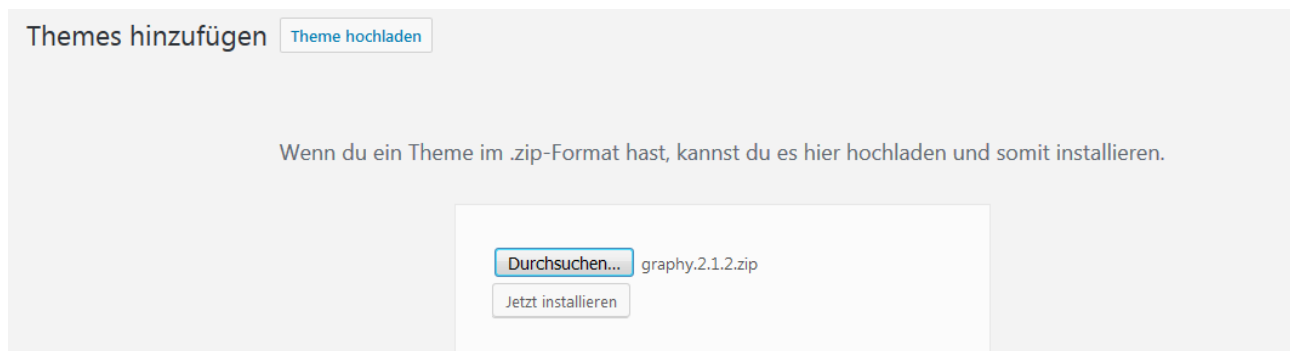 Themes hinzufügen Theme hochladen
Wenn du ein Theme im .zip-Format hast, kannst du es hier hochladen und somit installieren.
Durchsuchen... graphy.2.1.2.zip
Jetzt installieren